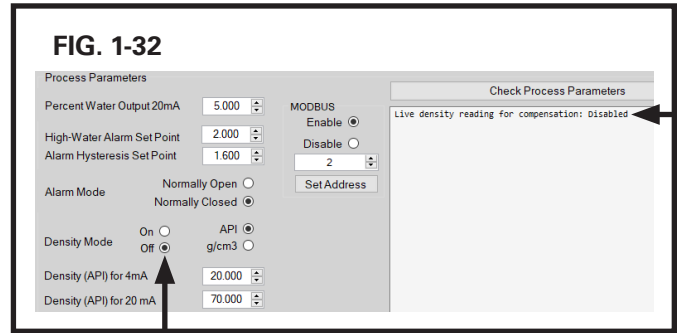 FIG. 1-32
Process Parameters
Percent Water Output 20mA 5.000
High-Water Alarm Set Point 2.000
Alarm Hysteresis Set Point 1.600
Alarm Mode
Normally Open
Normally Closed
Density Mode
On
Off
API
g/cm3
Density (API) for 4mA 20.000
Density (API) for 20 mA 70.000
MODBUS
Enable
Disable
2
Set Address
Check Process Parameters
Live density reading for compensation: Disabled